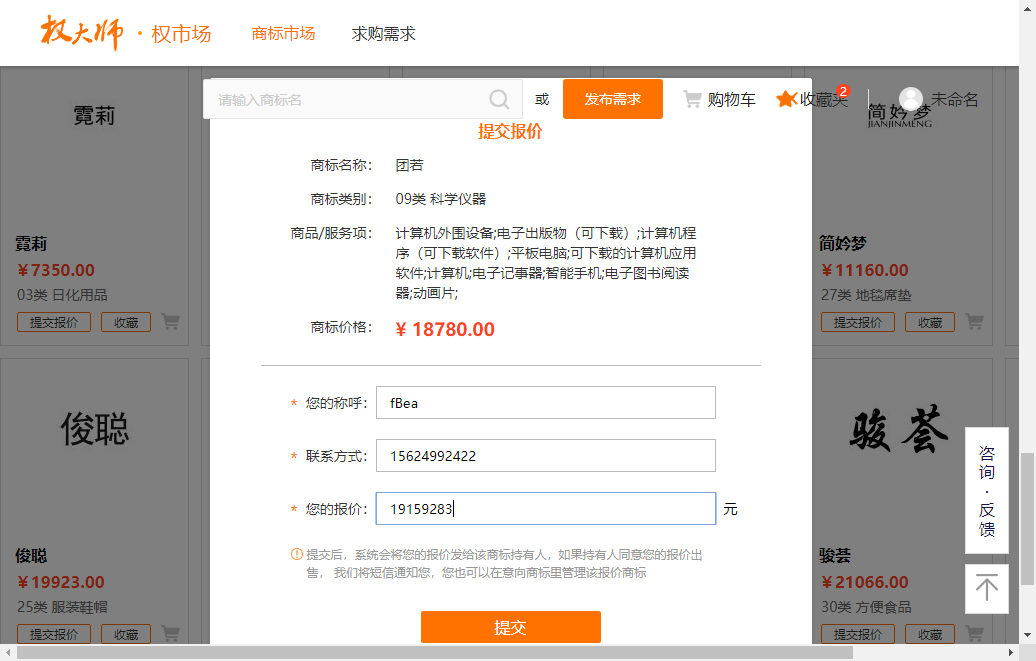 权大师 · 权市场 商标市场 求购需求
请输入商标名 或 发布需求 购物车 收藏夹 2 未命名
霓莉
简妗梦
JIANJINMENG
提交报价
商标名称： 团若
商标类别： 09类 科学仪器
商品/服务项： 计算机外围设备;电子出版物（可下载）;计算机程
序（可下载软件）;平板电脑;可下载的计算机应用
软件;计算机;电子记事器;智能手机;电子图书阅读
器;动画片;
商标价格： ¥ 18780.00
霓莉
￥7350.00
03类 日化用品
提交报价 收藏
简妗梦
￥11160.00
27类 地毯席垫
提交报价 收藏
* 您的称呼： fBea
* 联系方式： 15624992422
* 您的报价： 19159283 元
提交后，系统会将您的报价发给该商标持有人，如果持有人同意您的报价出
售， 我们将短信通知您，您也可以在意向商标里管理该报价商标
提交
俊聪
俊聪
￥19923.00
25类 服装鞋帽
提交报价 收藏
骏荟
骏荟
￥21066.00
30类 方便食品
提交报价 收藏
咨
询
·
反
馈